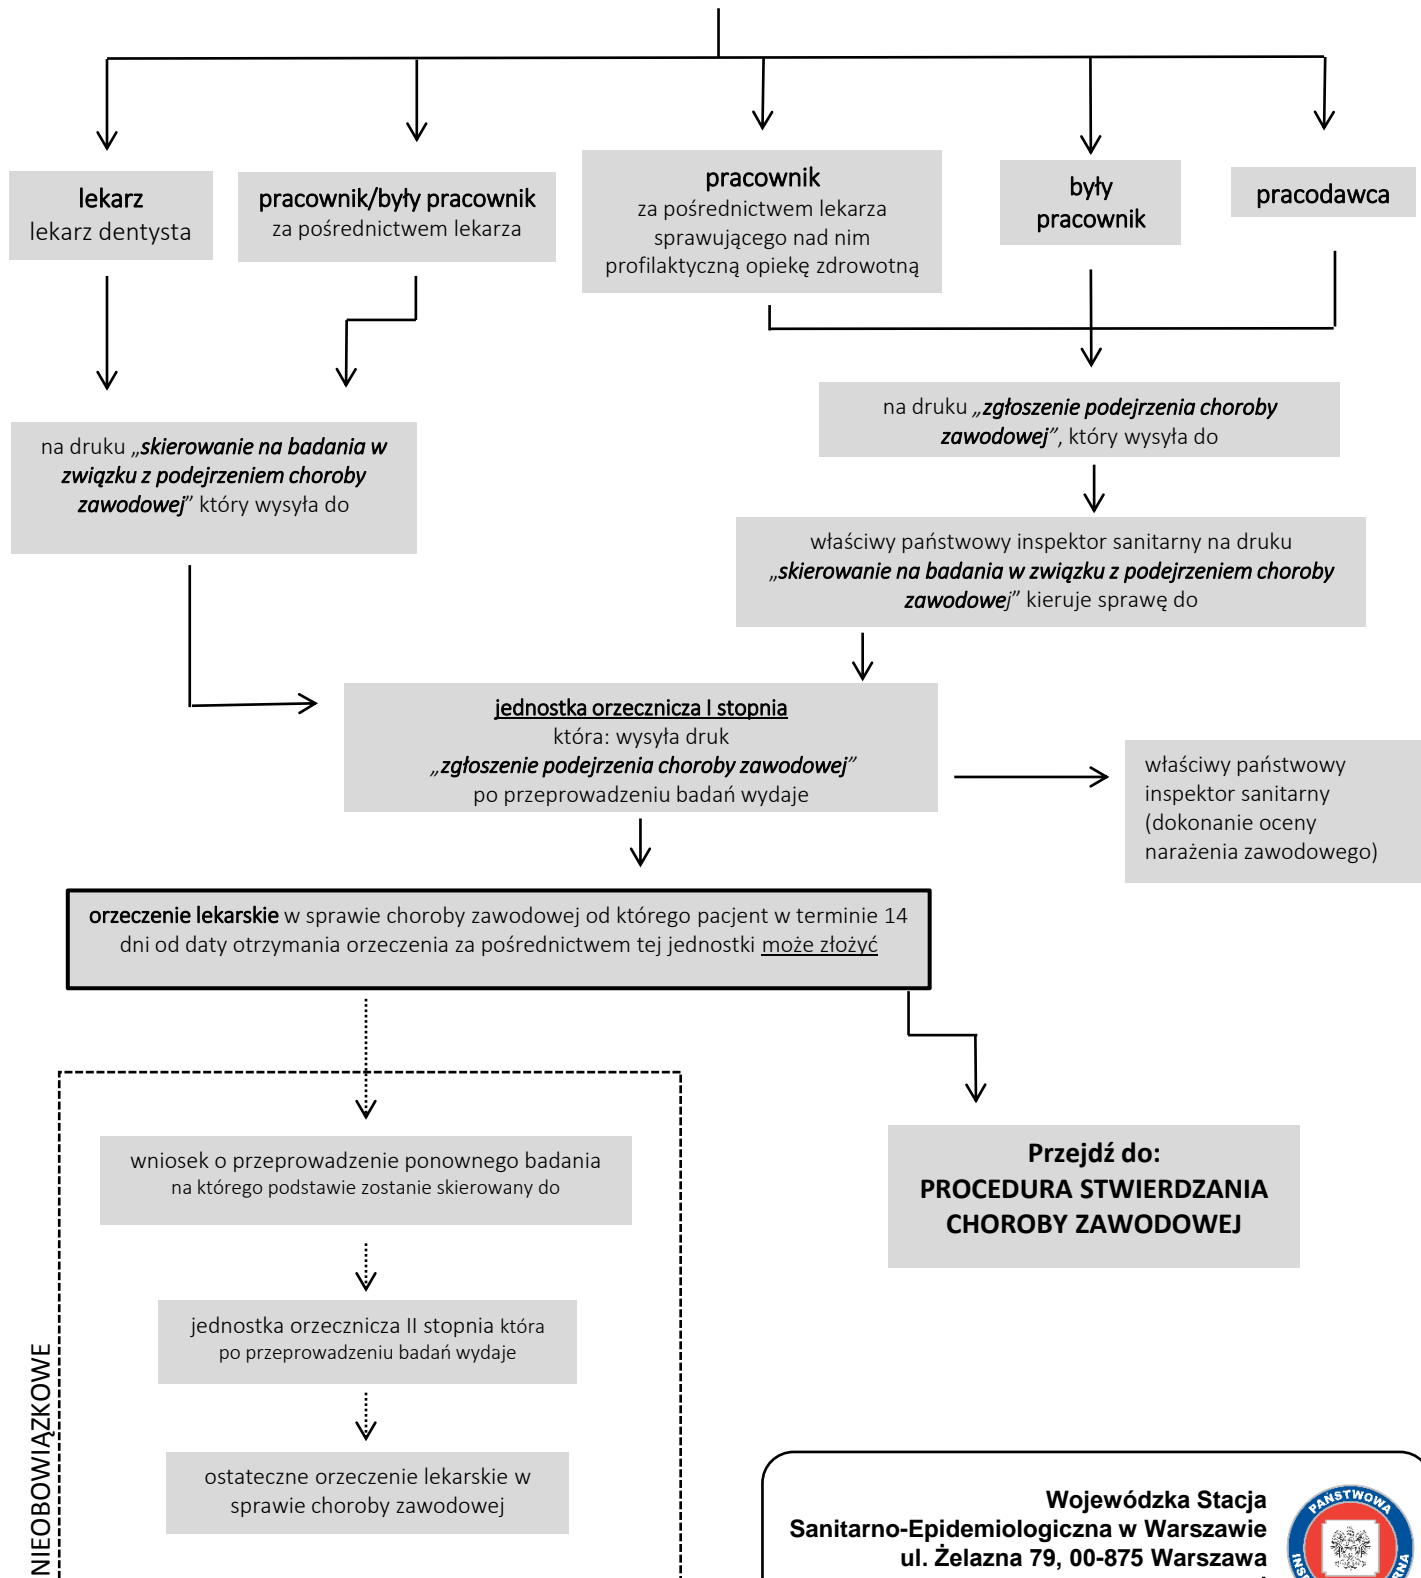 lekarz
lekarz dentysta
pracownik/były pracownik
za pośrednictwem lekarza
pracownik
za pośrednictwem lekarza
sprawującego nad nim
profilaktyczną opiekę zdrowotną
były
pracownik
pracodawca
na druku „skierowanie na badania w
związku z podejrzeniem choroby
zawodowej” który wysyła do
na druku „zgłoszenie podejrzenia choroby
zawodowej”, który wysyła do
właściwy państwowy inspektor sanitarny na druku
„skierowanie na badania w związku z podejrzeniem choroby
zawodowej” kieruje sprawę do
jednostka orzecznicza I stopnia
która: wysyła druk
„zgłoszenie podejrzenia choroby zawodowej”
po przeprowadzeniu badań wydaje
właściwy państwowy
inspektor sanitarny
(dokonanie oceny
narażenia zawodowego)
orzeczenie lekarskie w sprawie choroby zawodowej od którego pacjent w terminie 14
dni od daty otrzymania orzeczenia za pośrednictwem tej jednostki może złożyć
wniosek o przeprowadzenie ponownego badania
na którego podstawie zostanie skierowany do
Przejdź do:
PROCEDURA STWIERDZANIA
CHOROBY ZAWODOWEJ
jednostka orzecznicza II stopnia która
po przeprowadzeniu badań wydaje
ostateczne orzeczenie lekarskie w
sprawie choroby zawodowej
NIEOBOWIĄZKOWE
Wojewódzka Stacja
Sanitarno-Epidemiologiczna w Warszawie
ul. Żelazna 79, 00-875 Warszawa
PAŃSTWOWA